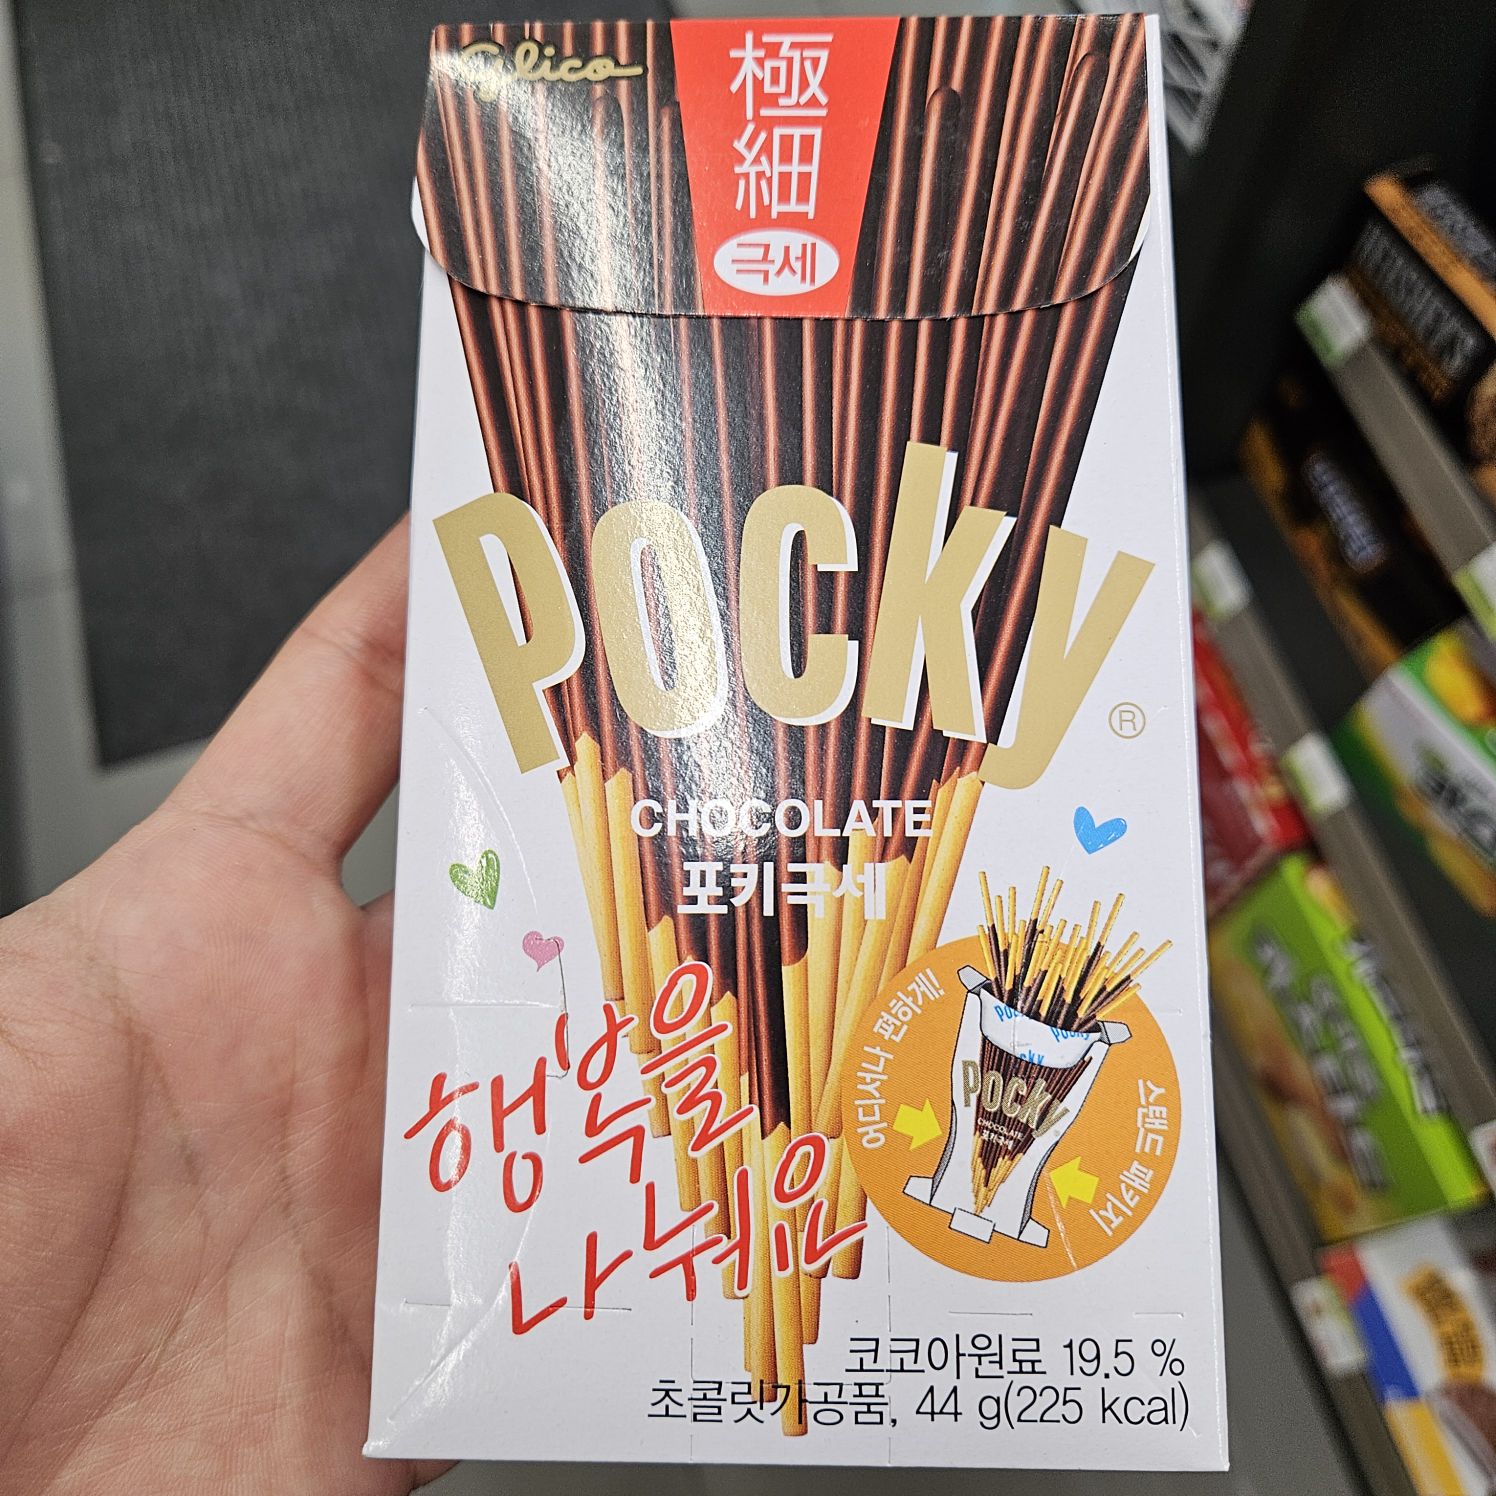 glico
極細
극세
POCKY®
CHOCOLATE
포키극세
행복을
나눠요
어디서나 편하게!
스탠드 패키지
POCKY
POCKY
CHOCOLATE
코코아원료 19.5 %
초콜릿가공품, 44 g(225 kcal)
HERSHEY'S